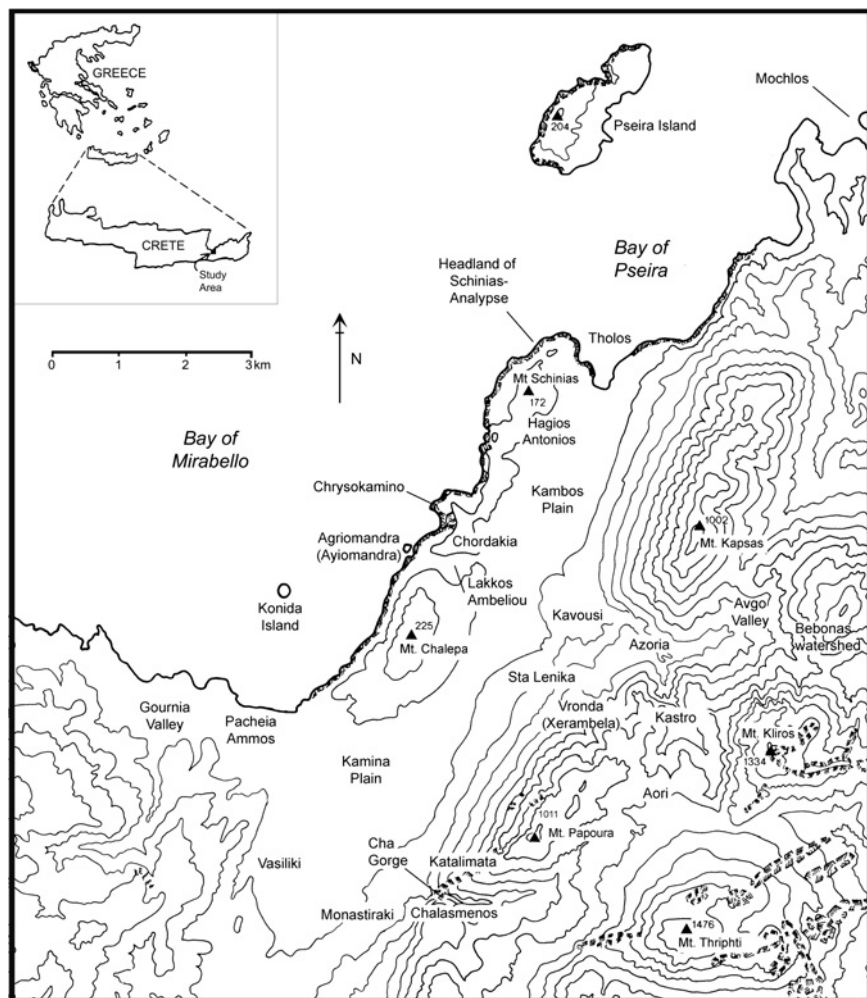 GREECE
CRETE
Study
Area
0 1 2 3km
N
204
Pseira Island
Mochlos
Bay of
Pseira
Headland of
Schinias-
Analypse
Tholos
Mt Schinias
172
Hagios
Antonios
Bay of
Mirabello
Kambos
Plain
Chrysokamino
1002
Mt. Kapsas
Agriomandra
(Ayiomandra)
Chordakia
Lakkos
Ambeliou
Konida
Island
Kavousi
Avgo
Valley
Bebonas
watershed
225
Mt. Chalepa
Azoria
Sta Lenika
Gournia
Valley
Pacheia
Ammos
Vronda
(Xerambela)
Kastro
Mt. Kliros
1334
Kamina
Plain
Aori
1011
Mt. Papoura
Cha
Gorge
Katalimata
Vasiliki
Monastiraki
Chalasmenos
1476
Mt. Thriphti